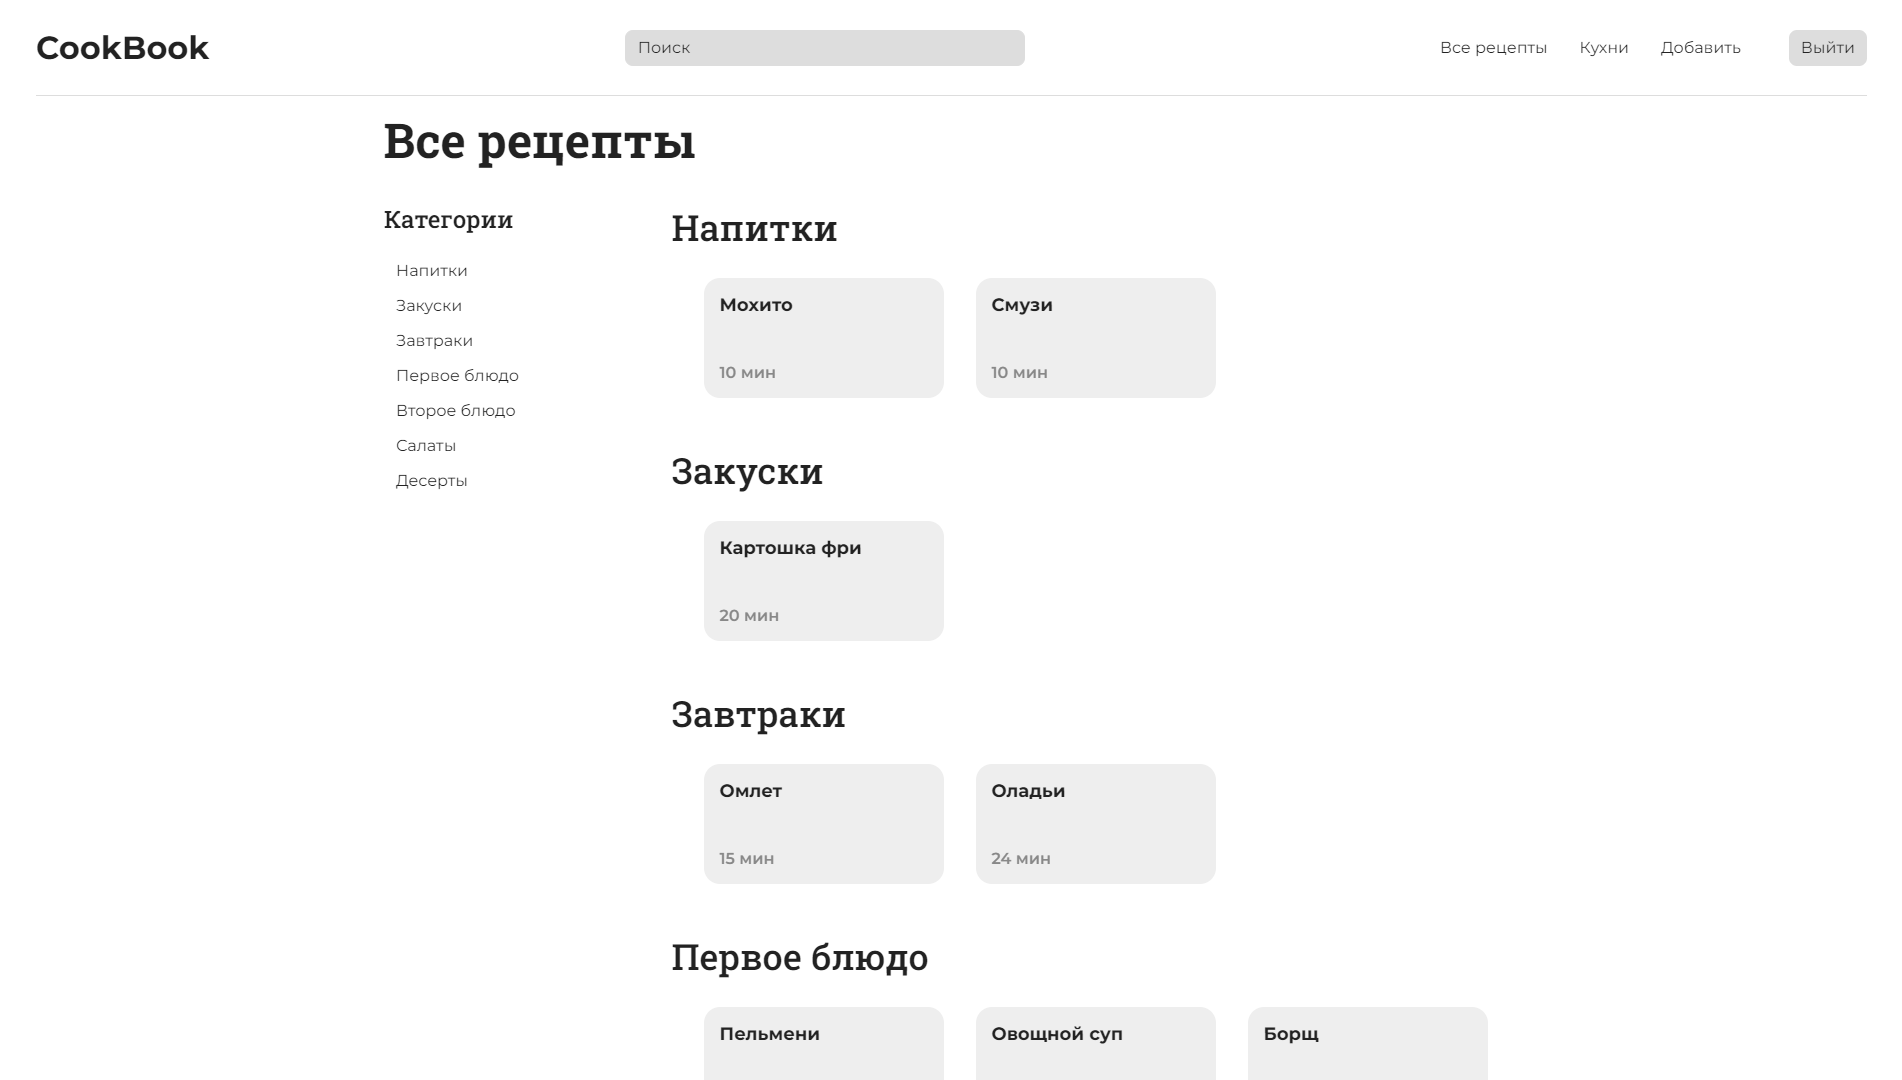 CookBook
Поиск
Все рецепты
Кухни
Добавить
Выйти
Все рецепты
Категории
Напитки
Закуски
Завтраки
Первое блюдо
Второе блюдо
Салаты
Десерты
Напитки
Мохито
10 мин
Смузи
10 мин
Закуски
Картошка фри
20 мин
Завтраки
Омлет
15 мин
Оладьи
24 мин
Первое блюдо
Пельмени
Овощной суп
Борщ